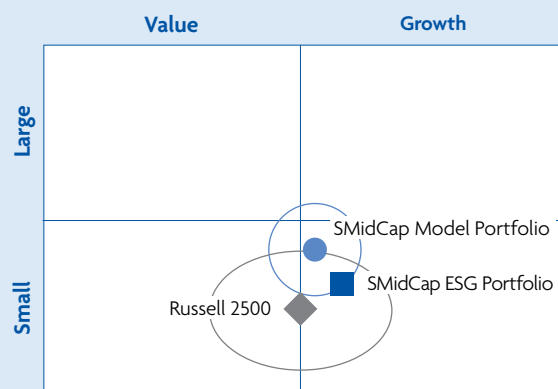 Value
Growth
Large
SMidCap Model Portfolio
SMidCap ESG Portfolio
Russell 2500
Small